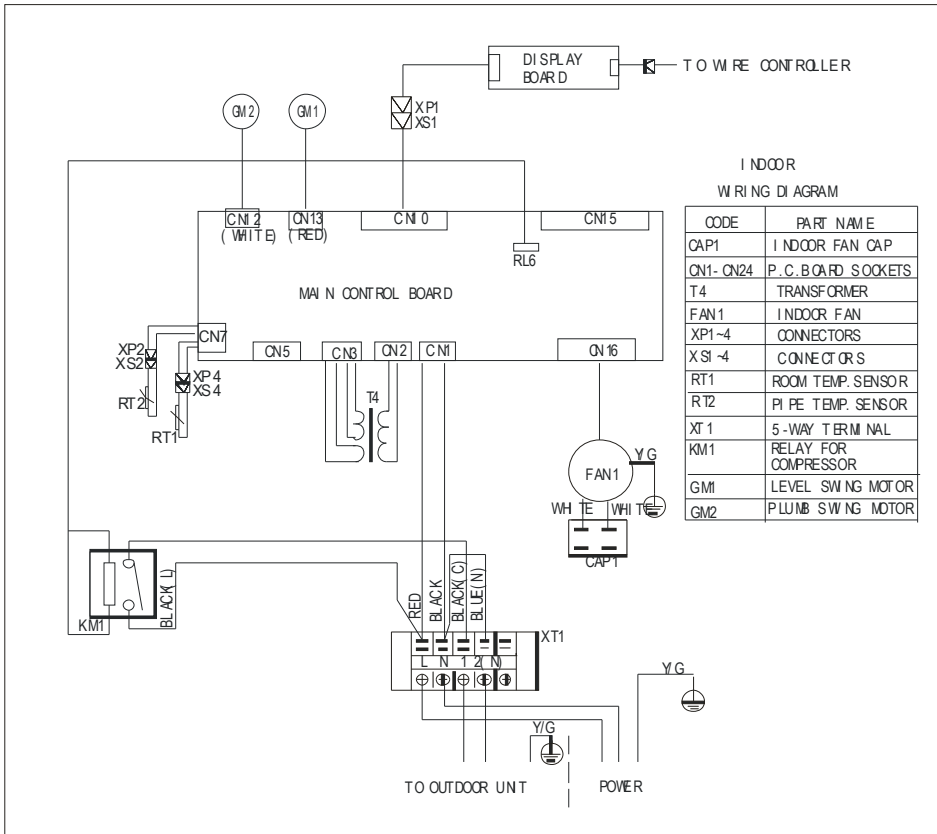 DISPLAY
BOARD
TO WIRE CONTROLLER
XP1
XS1
GM2
GM1
INDOOR
WIRING DIAGRAM
CN12
(WHITE)
CN13
(RED)
CN10
CN15
RL6
MAIN CONTROL BOARD
CN7
CN5
CN3
CN2
CN1
CN16
XP2
XS2
XP4
XS4
RT2
RT1
T4
FAN1
Y/G
WHITE
WHITE
CAP1
CODE PART NAME
CAP1 INDOOR FAN CAP
CN1-CN24 P.C.BOARD SOCKETS
T4 TRANSFORMER
FAN1 INDOOR FAN
XP1~4 CONNECTORS
XS1~4 CONNECTORS
RT1 ROOM TEMP. SENSOR
RT2 PIPE TEMP. SENSOR
XT1 5-WAY TERMINAL
KM1 RELAY FOR
COMPRESSOR
GM1 LEVEL SWING MOTOR
GM2 PLUMB SWING MOTOR
KM1
BLACK(L)
RED
BLACK
BLACK(C)
BLUE(N)
XT1
L N 1 2(N)
Y/G
Y/G
TO OUTDOOR UNIT
POWER